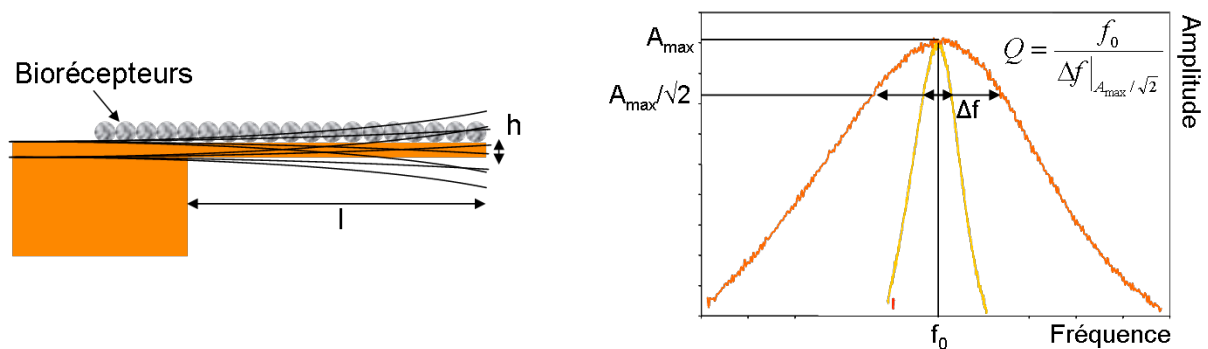 Biorécepteurs
h
l
A_max
A_max/√2
Δf
Q = f_0 / Δf|_{A_max/√2}
Amplitude
f_0
Fréquence